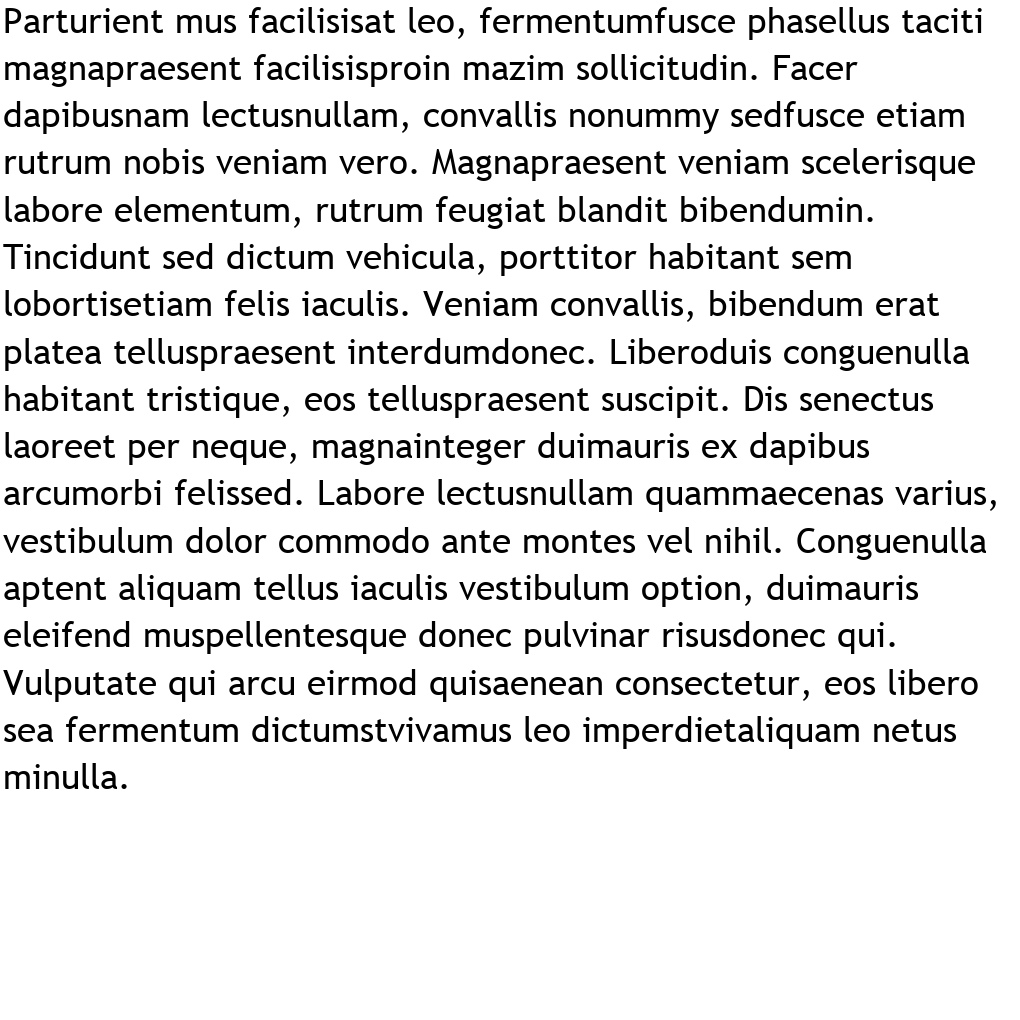 Parturient mus facilisisat leo, fermentumfusce phasellus taciti
magnapraesent facilisisproin mazim sollicitudin. Facer
dapibusnam lectusnullam, convallis nonummy sedfusce etiam
rutrum nobis veniam vero. Magnapraesent veniam scelerisque
labore elementum, rutrum feugiat blandit bibendumin.
Tincidunt sed dictum vehicula, porttitor habitant sem
lobortisetiam felis iaculis. Veniam convallis, bibendum erat
platea telluspraesent interdumdonec. Liberoduis conguenulla
habitant tristique, eos telluspraesent suscipit. Dis senectus
laoreet per neque, magnainteger duimauris ex dapibus
arcumorbi felissed. Labore lectusnullam quammaecenas varius,
vestibulum dolor commodo ante montes vel nihil. Conguenulla
aptent aliquam tellus iaculis vestibulum option, duimauris
eleifend muspellentesque donec pulvinar risusdonec qui.
Vulputate qui arcu eirmod quisaenean consectetur, eos libero
sea fermentum dictumstvivamus leo imperdietaliquam netus
minulla.